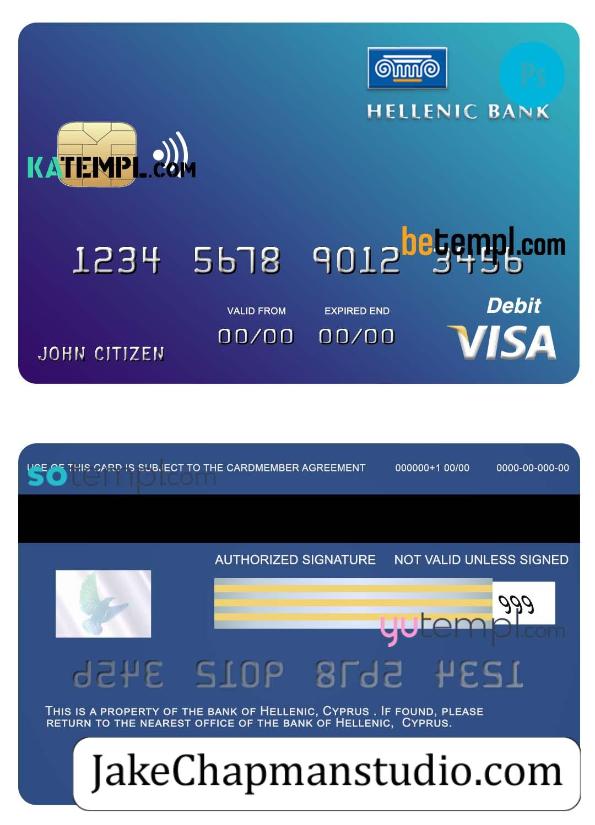 Ps
HELLENIC BANK
KATEMPL.COM
betempl.com
1234 5678 9012 3456
VALID FROM EXPIRED END
00/00 00/00
Debit
VISA
JOHN CITIZEN
USE OF THIS CARD IS SUBJECT TO THE CARDMEMBER AGREEMENT 000000+1 00/00 0000-00-000-00
sotempl.com
AUTHORIZED SIGNATURE NOT VALID UNLESS SIGNED
999
yutempl.com
THIS IS A PROPERTY OF THE BANK OF HELLENIC, CYPRUS . IF FOUND, PLEASE
RETURN TO THE NEAREST OFFICE OF THE BANK OF HELLENIC, CYPRUS.
JakeChapmanstudio.com